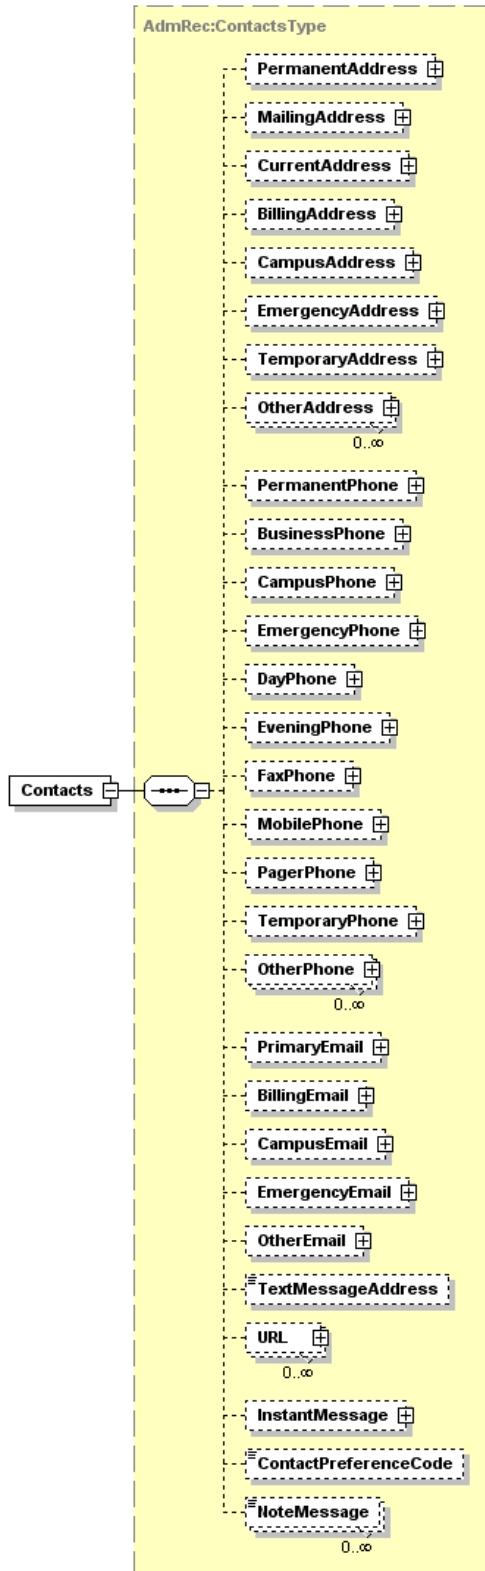 AdmRec:ContactsType
PermanentAddress
MailingAddress
CurrentAddress
BillingAddress
CampusAddress
EmergencyAddress
TemporaryAddress
OtherAddress
0..∞
PermanentPhone
BusinessPhone
CampusPhone
EmergencyPhone
DayPhone
EveningPhone
FaxPhone
Contacts
MobilePhone
PagerPhone
TemporaryPhone
OtherPhone
0..∞
PrimaryEmail
BillingEmail
CampusEmail
EmergencyEmail
OtherEmail
TextMessageAddress
URL
0..∞
InstantMessage
ContactPreferenceCode
NoteMessage
0..∞